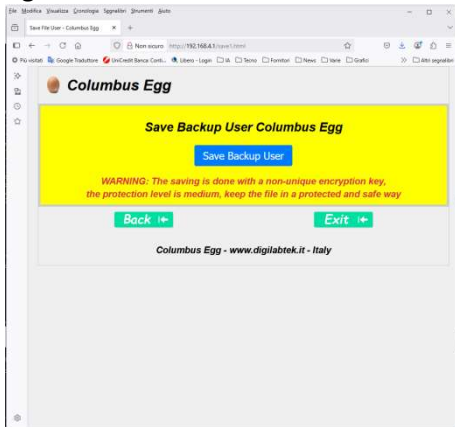 File Modifica Visualizza Cronologia Segnalibri Strumenti Aiuto
Save File User - Columbus Egg
Non sicuro http://192.168.4.1/save1.html
Più visitati Google Traduttore UniCredit Banca Conti... Libero - Login IA Tecno Fornitori News Varie Grafici Altri segnalibri
Columbus Egg
Save Backup User Columbus Egg
Save Backup User
WARNING: The saving is done with a non-unique encryption key,
the protection level is medium, keep the file in a protected and safe way
Back Exit
Columbus Egg - www.digilabtek.it - Italy